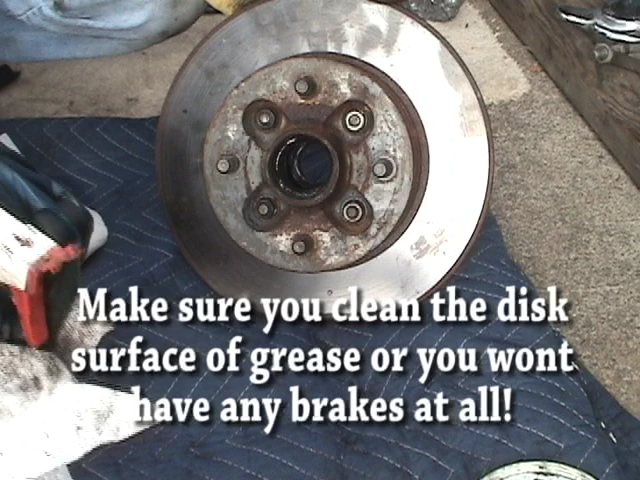 Make sure you clean the disk
surface of grease or you wont
have any brakes at all!